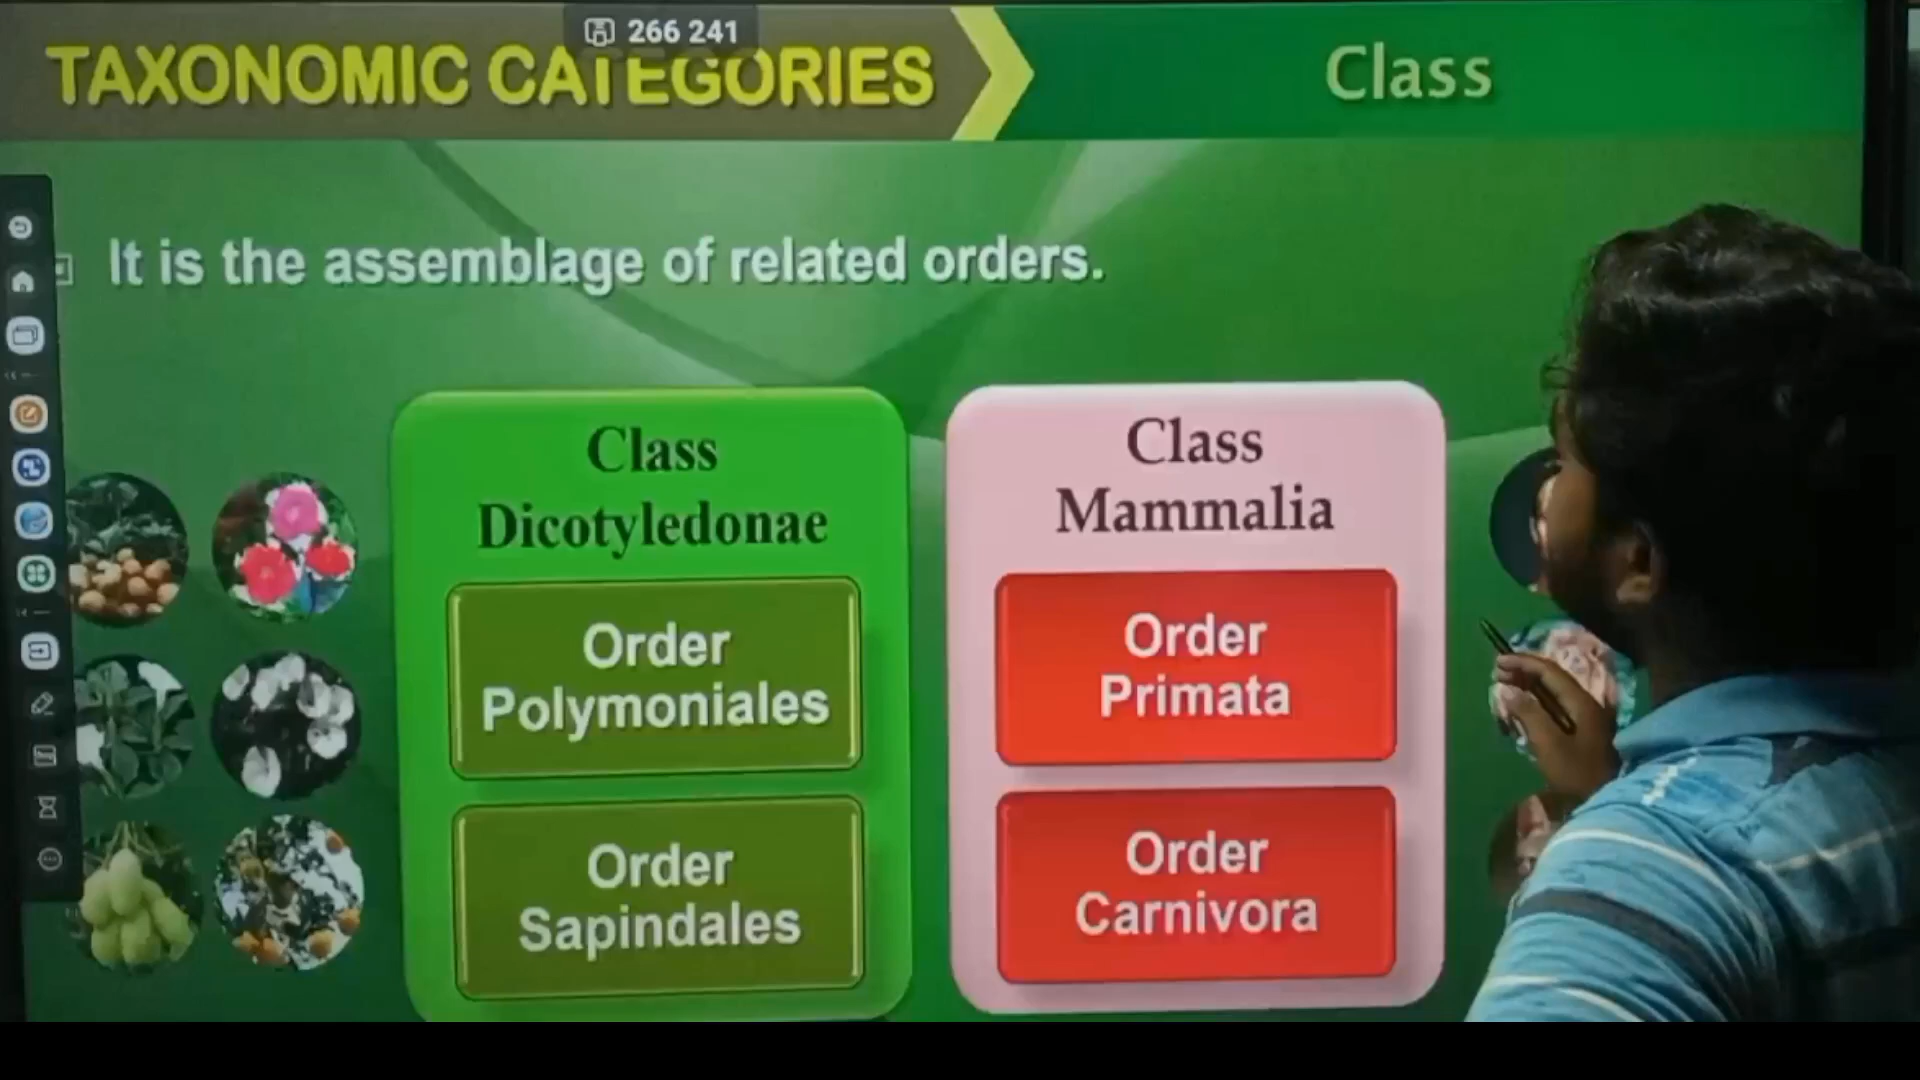 266 241
TAXONOMIC CATEGORIES
Class
It is the assemblage of related orders.
Class
Dicotyledonae
Order
Polymoniales
Order
Sapindales
Class
Mammalia
Order
Primata
Order
Carnivora